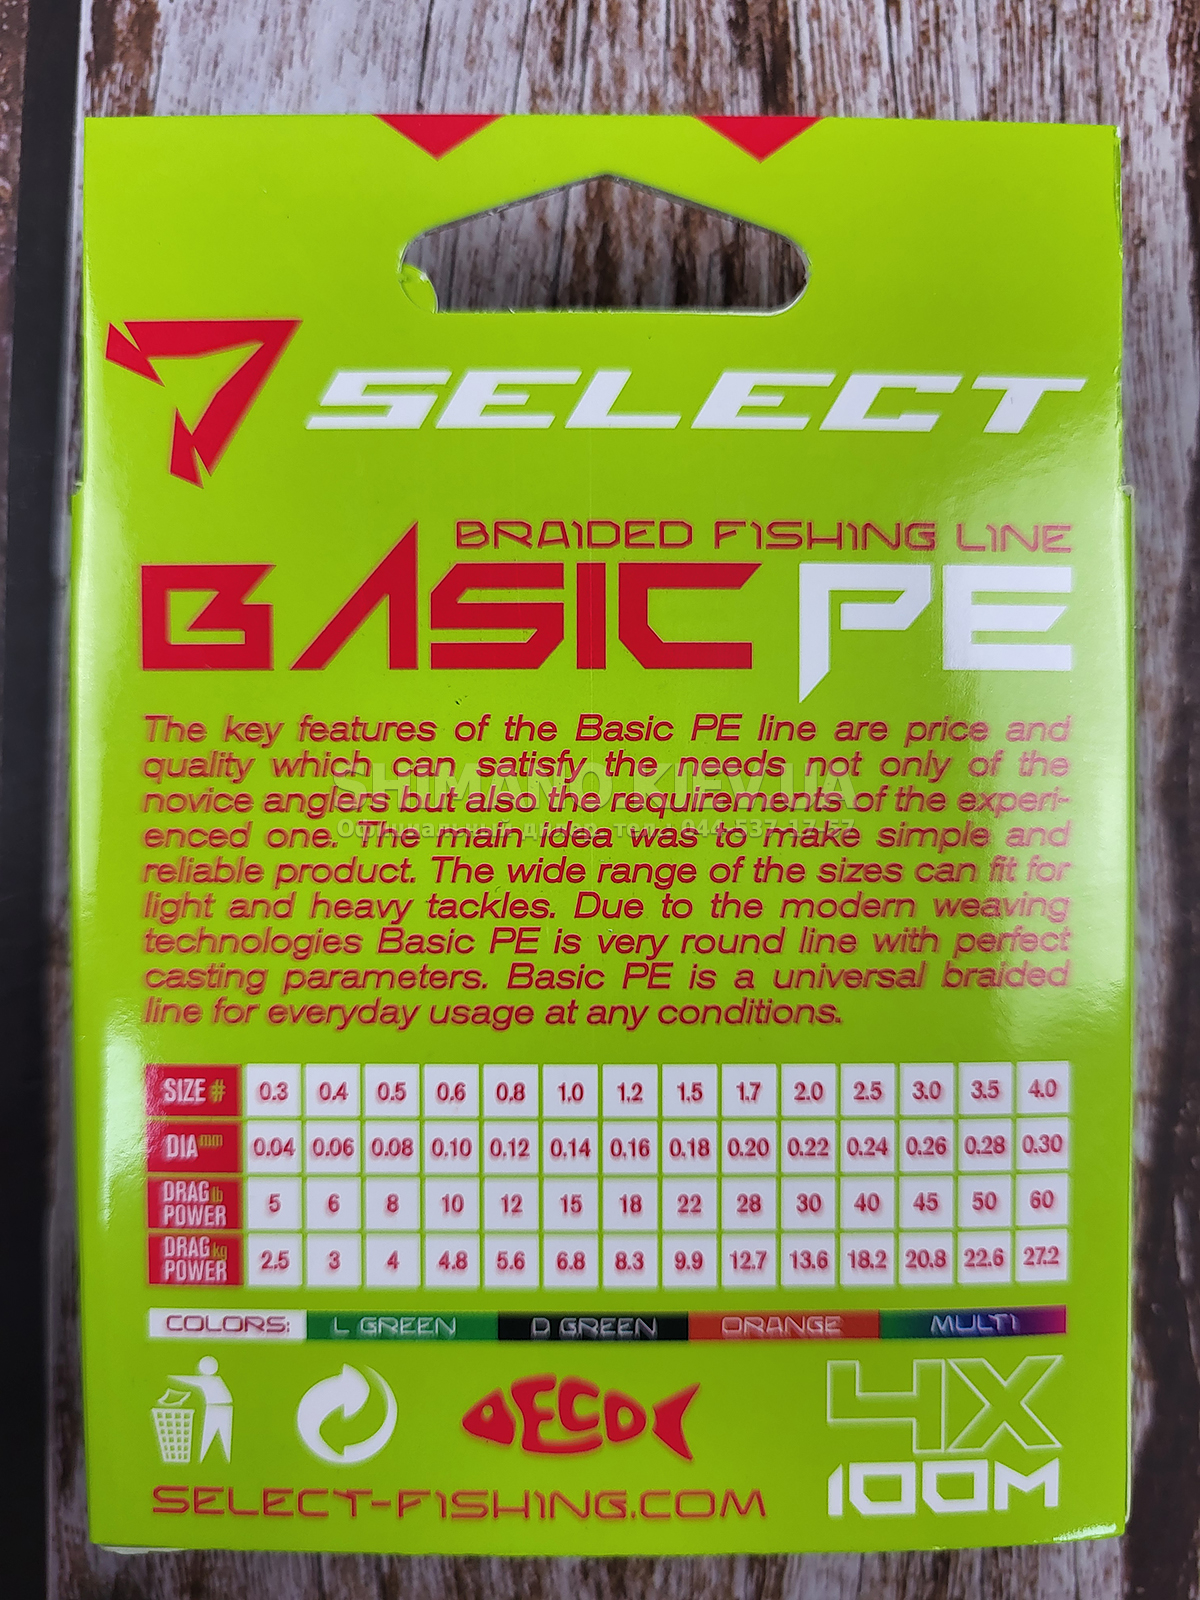 SELECT
BRAIDED FISHING LINE
BASIC PE
The key features of the Basic PE line are price and
quality which can satisfy the needs not only of the
novice anglers but also the requirements of the experi-
enced one. The main idea was to make simple and
reliable product. The wide range of the sizes can fit for
light and heavy tackles. Due to the modern weaving
technologies Basic PE is very round line with perfect
casting parameters. Basic PE is a universal braided
line for everyday usage at any conditions.
SHIMANO.KIEV.UA
Официальный дилер, тел.: 044 537 17 57
SIZE # 0.3 0.4 0.5 0.6 0.8 1.0 1.2 1.5 1.7 2.0 2.5 3.0 3.5 4.0
DIA mm 0.04 0.06 0.08 0.10 0.12 0.14 0.16 0.18 0.20 0.22 0.24 0.26 0.28 0.30
DRAG lb POWER 5 6 8 10 12 15 18 22 28 30 40 45 50 60
DRAG kg POWER 2.5 3 4 4.8 5.6 6.8 8.3 9.9 12.7 13.6 18.2 20.8 22.6 27.2
COLORS: L GREEN D GREEN ORANGE MULTI
ECO
4X
100M
SELECT-FISHING.COM